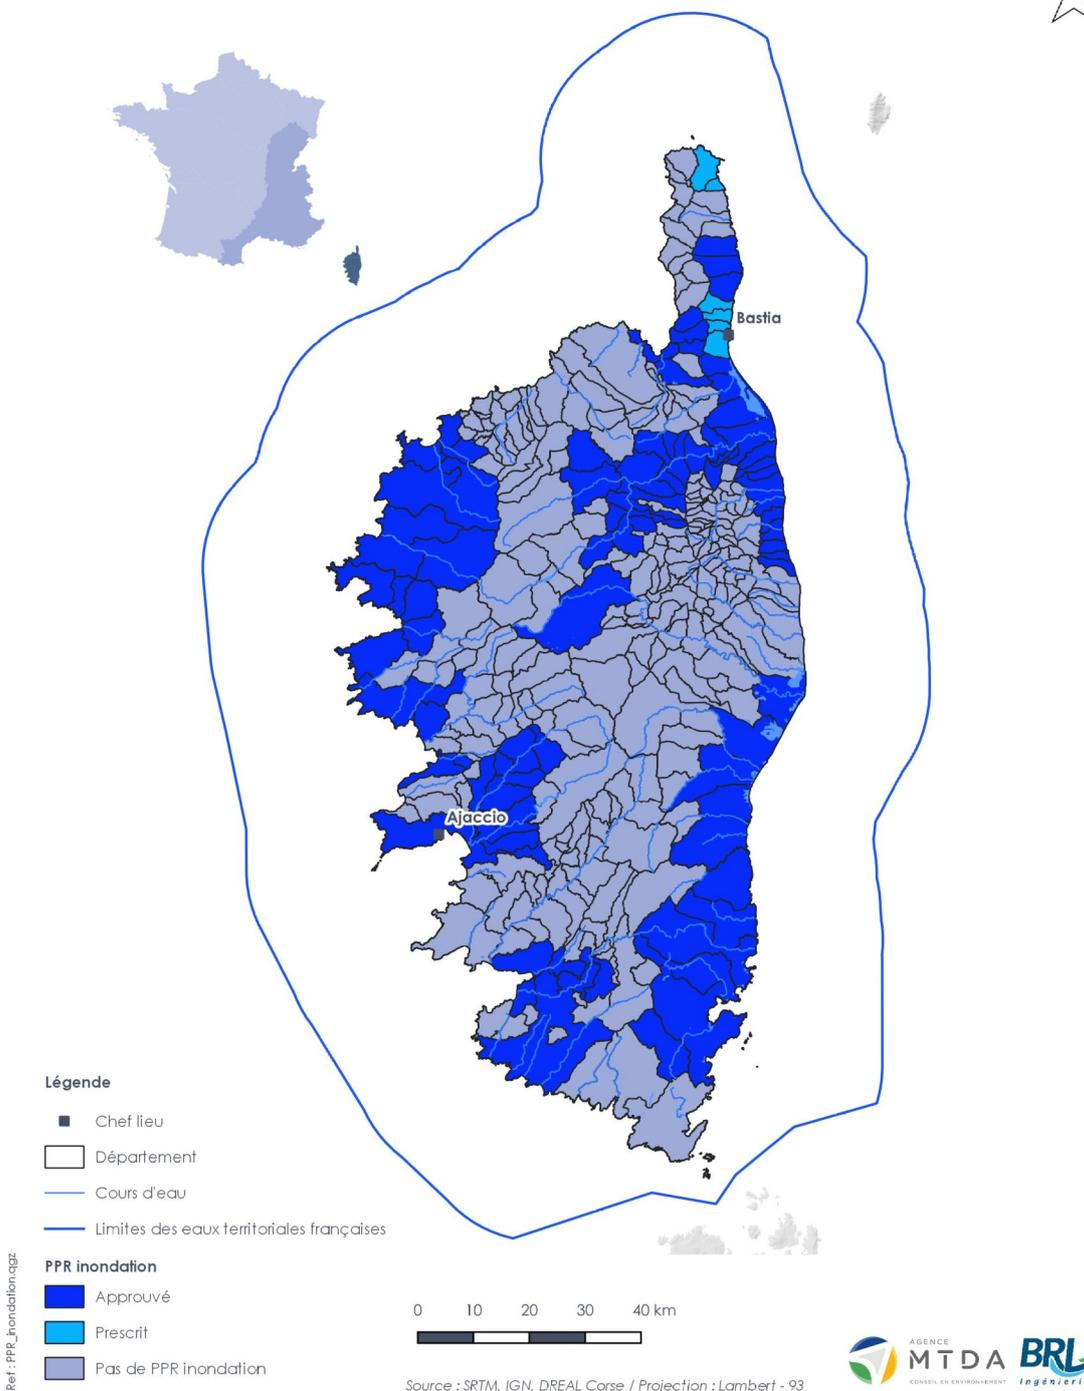 Bastia
Ajaccio
Légende
Chef lieu
Département
Cours d'eau
Limites des eaux territoriales françaises
PPR inondation
Approuvé
Prescrit
Pas de PPR inondation
Ref : PPR_inondation.qgz
0 10 20 30 40 km
Source : SRTM, IGN, DREAL Corse / Projection : Lambert - 93
AGENCE
MTDA
CONSEIL EN ENVIRONNEMENT
BRL
Ingénieri